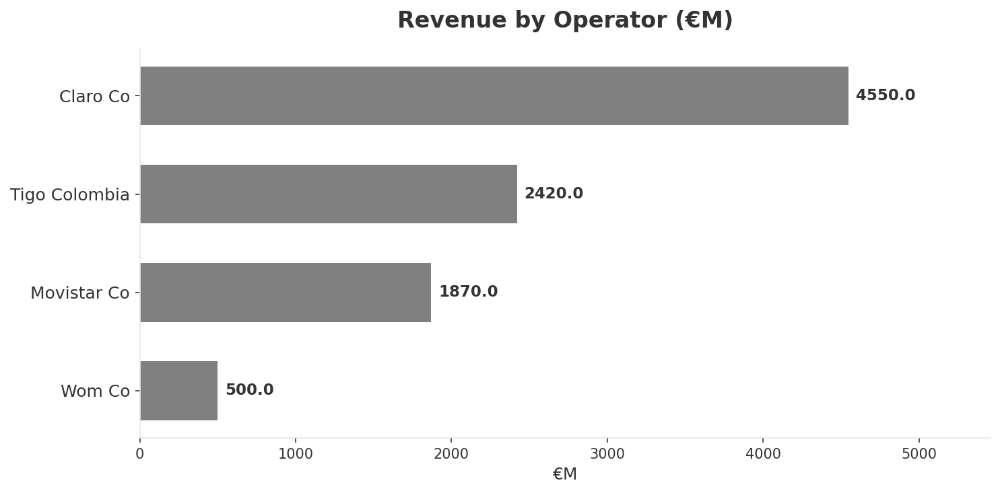 Revenue by Operator (€M)
Claro Co
4550.0
Tigo Colombia
2420.0
Movistar Co
1870.0
Wom Co
500.0
0 1000 2000 3000 4000 5000
€M